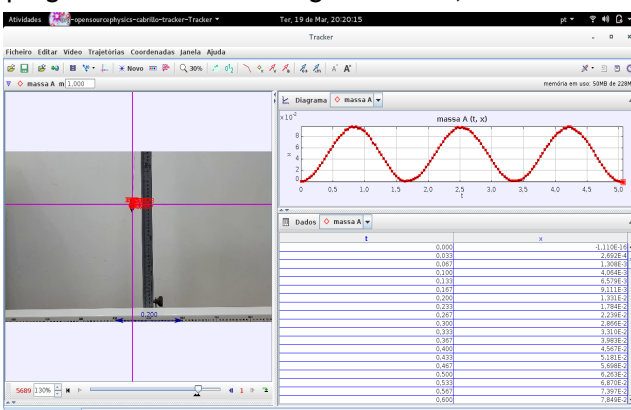 Atividades -opensourcephysics-cabrillo-tracker-Tracker Ter, 19 de Mar, 20:20:15 pt
Tracker
Ficheiro Editar Vídeo Trajetórias Coordenadas Janela Ajuda
Novo 30%
massa A m 1,000 memória em uso: 50MB de 228M
Diagrama massa A
massa A (t, x)
x10⁻²
8
6
4
2
0
x
0.0 0.5 1.0 1.5 2.0 2.5 3.0 3.5 4.0 4.5 5.0
t
Dados massa A
t x
0,000 -1,110E-16
0,033 2,692E-4
0,067 1,308E-3
0,100 4,064E-3
0,133 6,579E-3
0,167 9,111E-3
0,200 1,331E-2
0,233 1,784E-2
0,267 2,239E-2
0,300 2,866E-2
0,333 3,310E-2
0,367 3,983E-2
0,400 4,567E-2
0,433 5,181E-2
0,467 5,698E-2
0,500 6,263E-2
0,533 6,870E-2
0,567 7,397E-2
0,600 7,849E-2
0,200
5689 130% 1